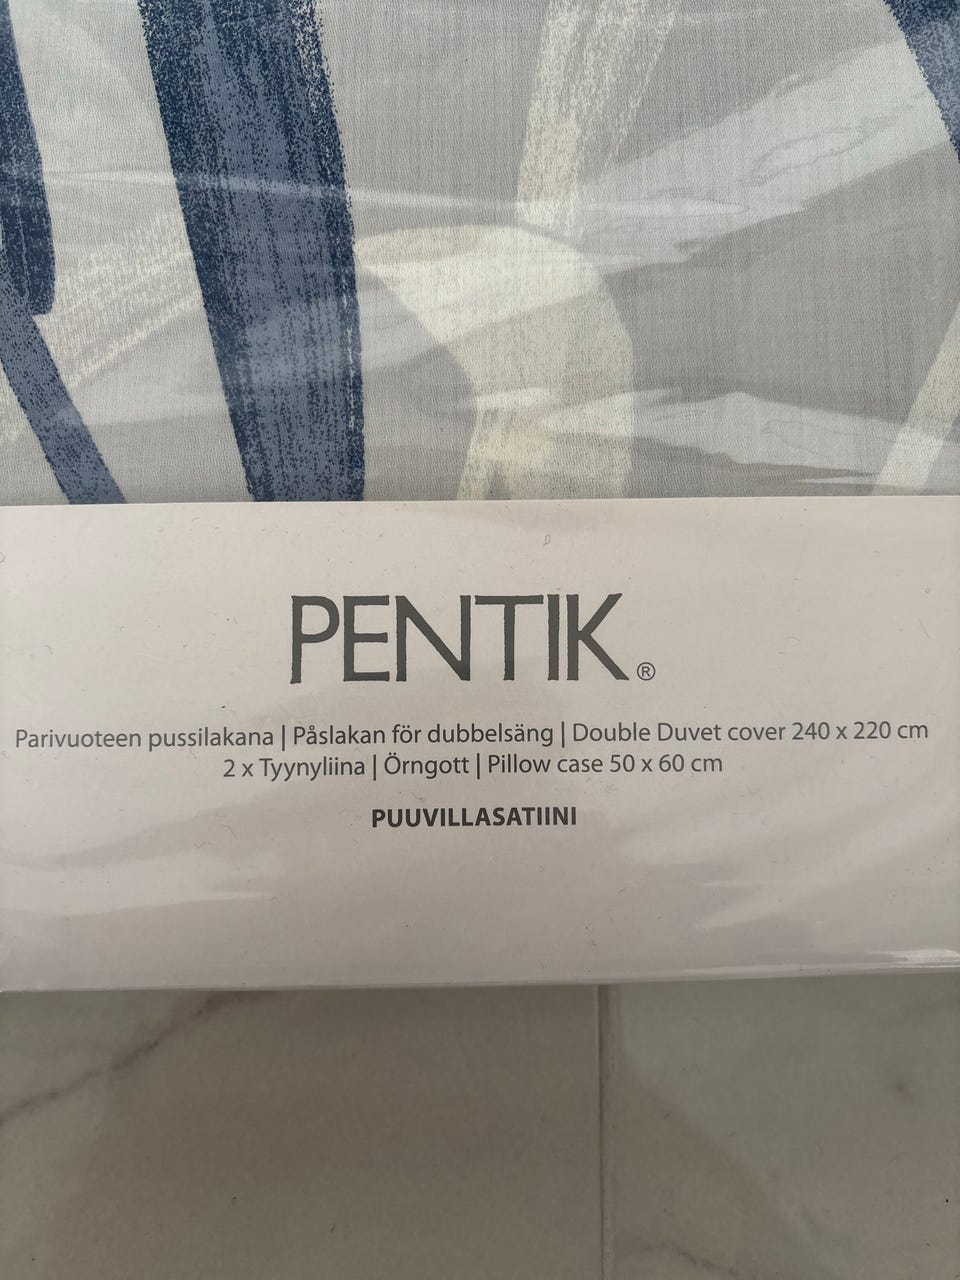 PENTIK®
Parivuoteen pussilakana | Påslakan för dubbelsäng | Double Duvet cover 240 x 220 cm
2 x Tyynyliina | Örngott | Pillow case 50 x 60 cm
PUUVILLASATIINI